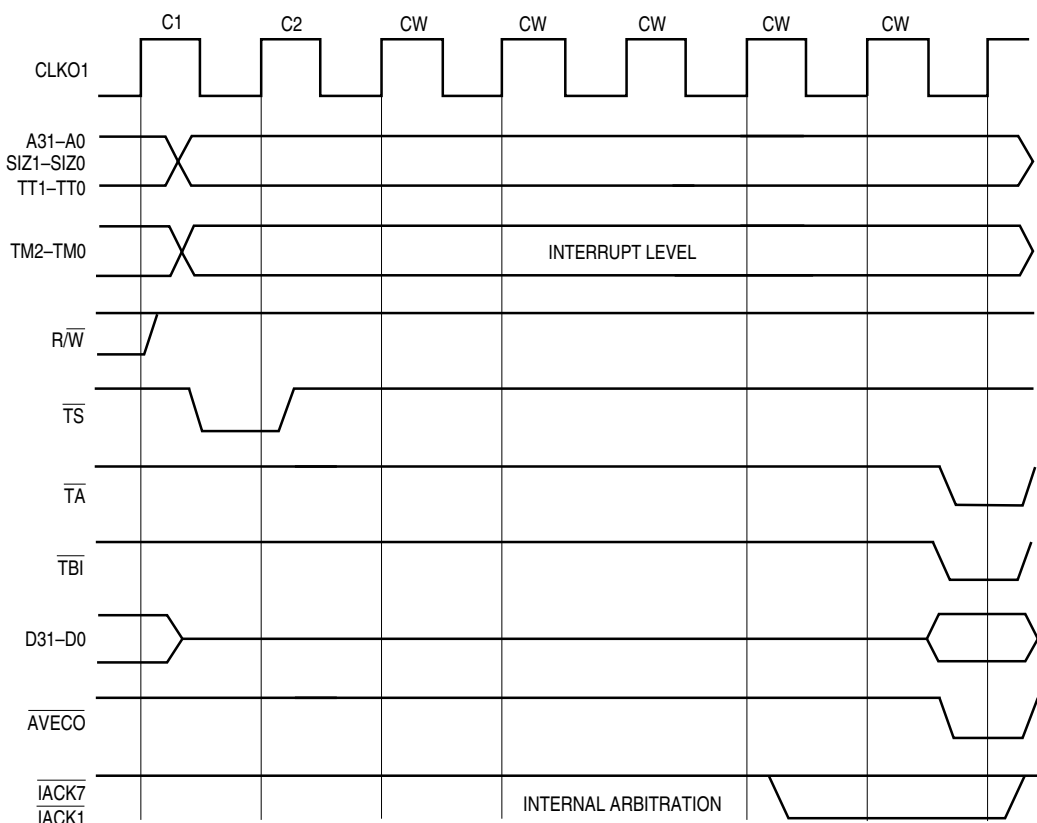 C1 C2 CW CW CW CW CW
CLKO1
A31–A0
SIZ1–SIZ0
TT1–TT0
TM2–TM0
INTERRUPT LEVEL
R/W
TS
TA
TBI
D31–D0
AVECO
IACK7
INTERNAL ARBITRATION
IACK1